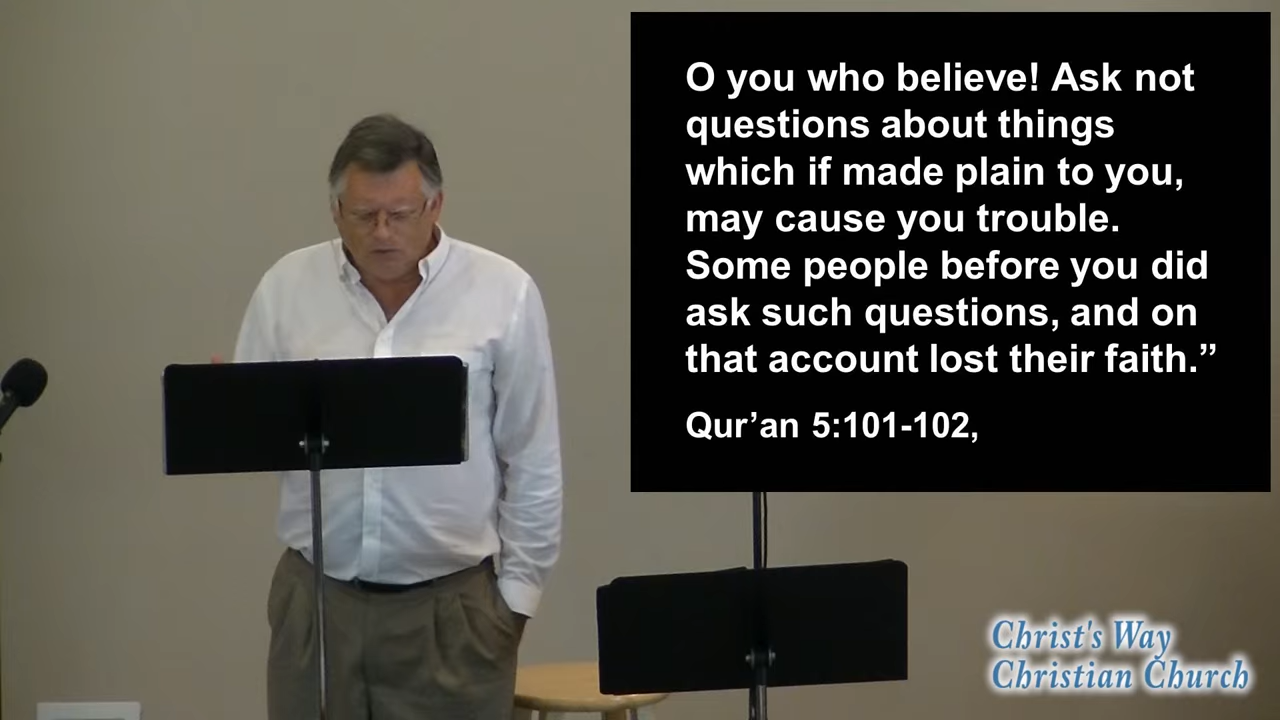 O you who believe! Ask not
questions about things
which if made plain to you,
may cause you trouble.
Some people before you did
ask such questions, and on
that account lost their faith.”
Qur’an 5:101-102,
Christ's Way
Christian Church